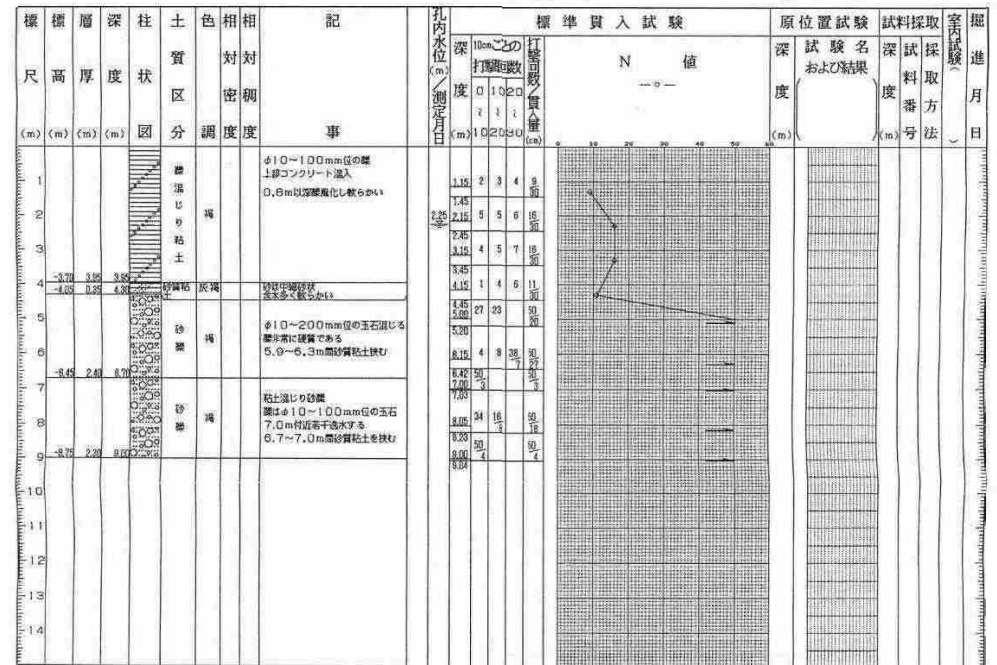 標尺 (m)
標高 (m)
層厚 (m)
深度 (m)
柱状図
土質区分
色調
相対密度
相対稠度
記事
孔内水位(m)/測定月日
標準貫入試験
深度 (m)
10cmごとの打撃回数
0 10 20
~ ~ ~
10 20 30
打撃回数/貫入量 (cm)
N 値
0 10 20 30 40 50 60
原位置試験
深度 (m)
試験名および結果
試料採取
深度 (m)
試料番号
採取方法
室内試験()
掘進月日
1
2
3
4
5
6
7
8
9
10
11
12
13
14
-3.70 3.95 3.95
礫混じり粘土
褐
φ10~100mm位の礫
上部コンクリート混入
0.8m以深礫風化し軟らかい
-4.05 0.35 4.30
砂質粘土
灰褐
砂は中細砂状
含水多く軟らかい
-6.45 2.40 6.70
砂礫
褐
φ10~200mm位の玉石混じる
礫非常に硬質である
5.9~6.3m間砂質粘土挟む
-8.75 2.30 9.00
砂礫
褐
粘土混じり砂礫
礫はφ10~100mm位の玉石
7.0m付近若干逸水する
6.7~7.0m間砂質粘土を挟む
2.25
1.15 2 3 4 9/30
1.45
2.15 5 5 6 16/30
2.45
3.15 4 5 7 16/30
3.45
4.15 1 4 6 11/30
4.45
5.00 27 23 50/20
5.20
6.15 4 8 38/7 50/27
6.42
7.00 50/3 50/3
7.03
8.05 34 16 50/18
8.23
9.00 50/4 50/4
9.04